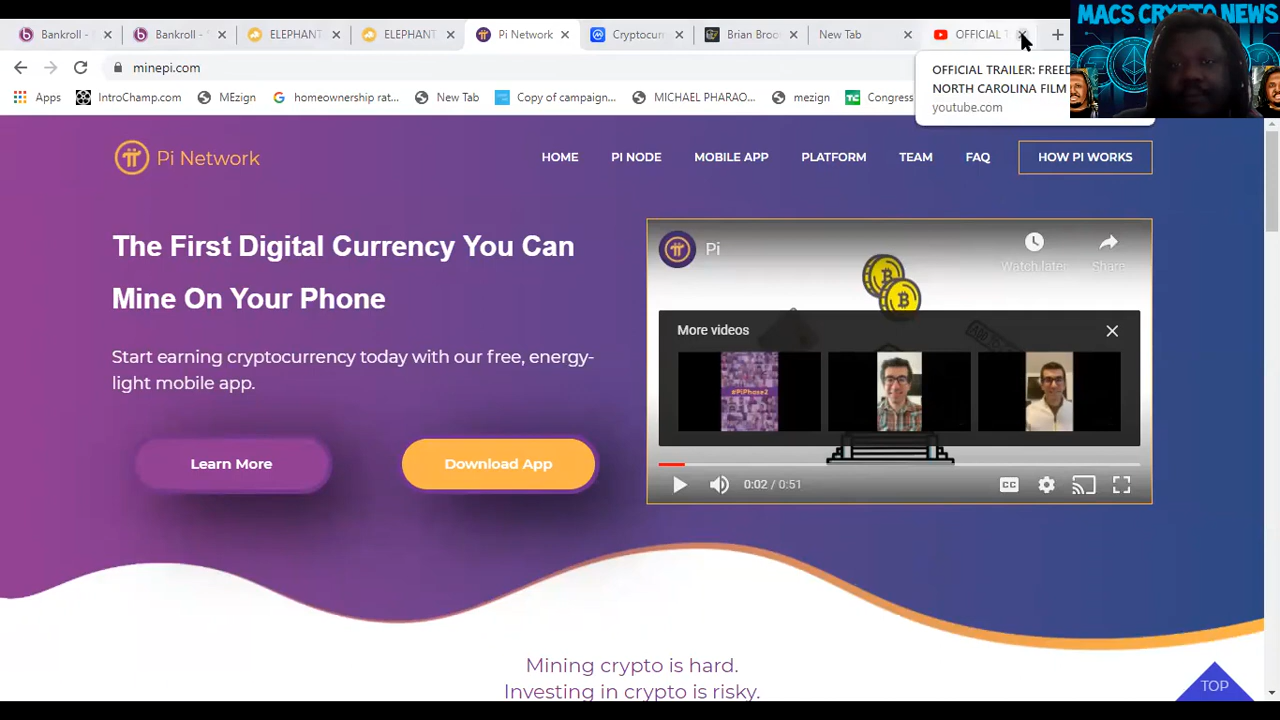 Bankroll -
Bankroll -
ELEPHANT
ELEPHANT
Pi Network
Cryptocurr
Brian Broo
New Tab
OFFICIAL T
MACS CRYPTO NEWS
minepi.com
OFFICIAL TRAILER: FREED
NORTH CAROLINA FILM
youtube.com
Apps
IntroChamp.com
MEzign
homeownership rat...
New Tab
Copy of campaign...
MICHAEL PHARAO...
mezign
Congress
Pi Network
HOME
PI NODE
MOBILE APP
PLATFORM
TEAM
FAQ
HOW PI WORKS
The First Digital Currency You Can
Mine On Your Phone
Start earning cryptocurrency today with our free, energy-
light mobile app.
Learn More
Download App
Pi
Watch later
Share
More videos
#PiPhase2
0:02 / 0:51
CC
Mining crypto is hard.
Investing in crypto is risky.
TOP